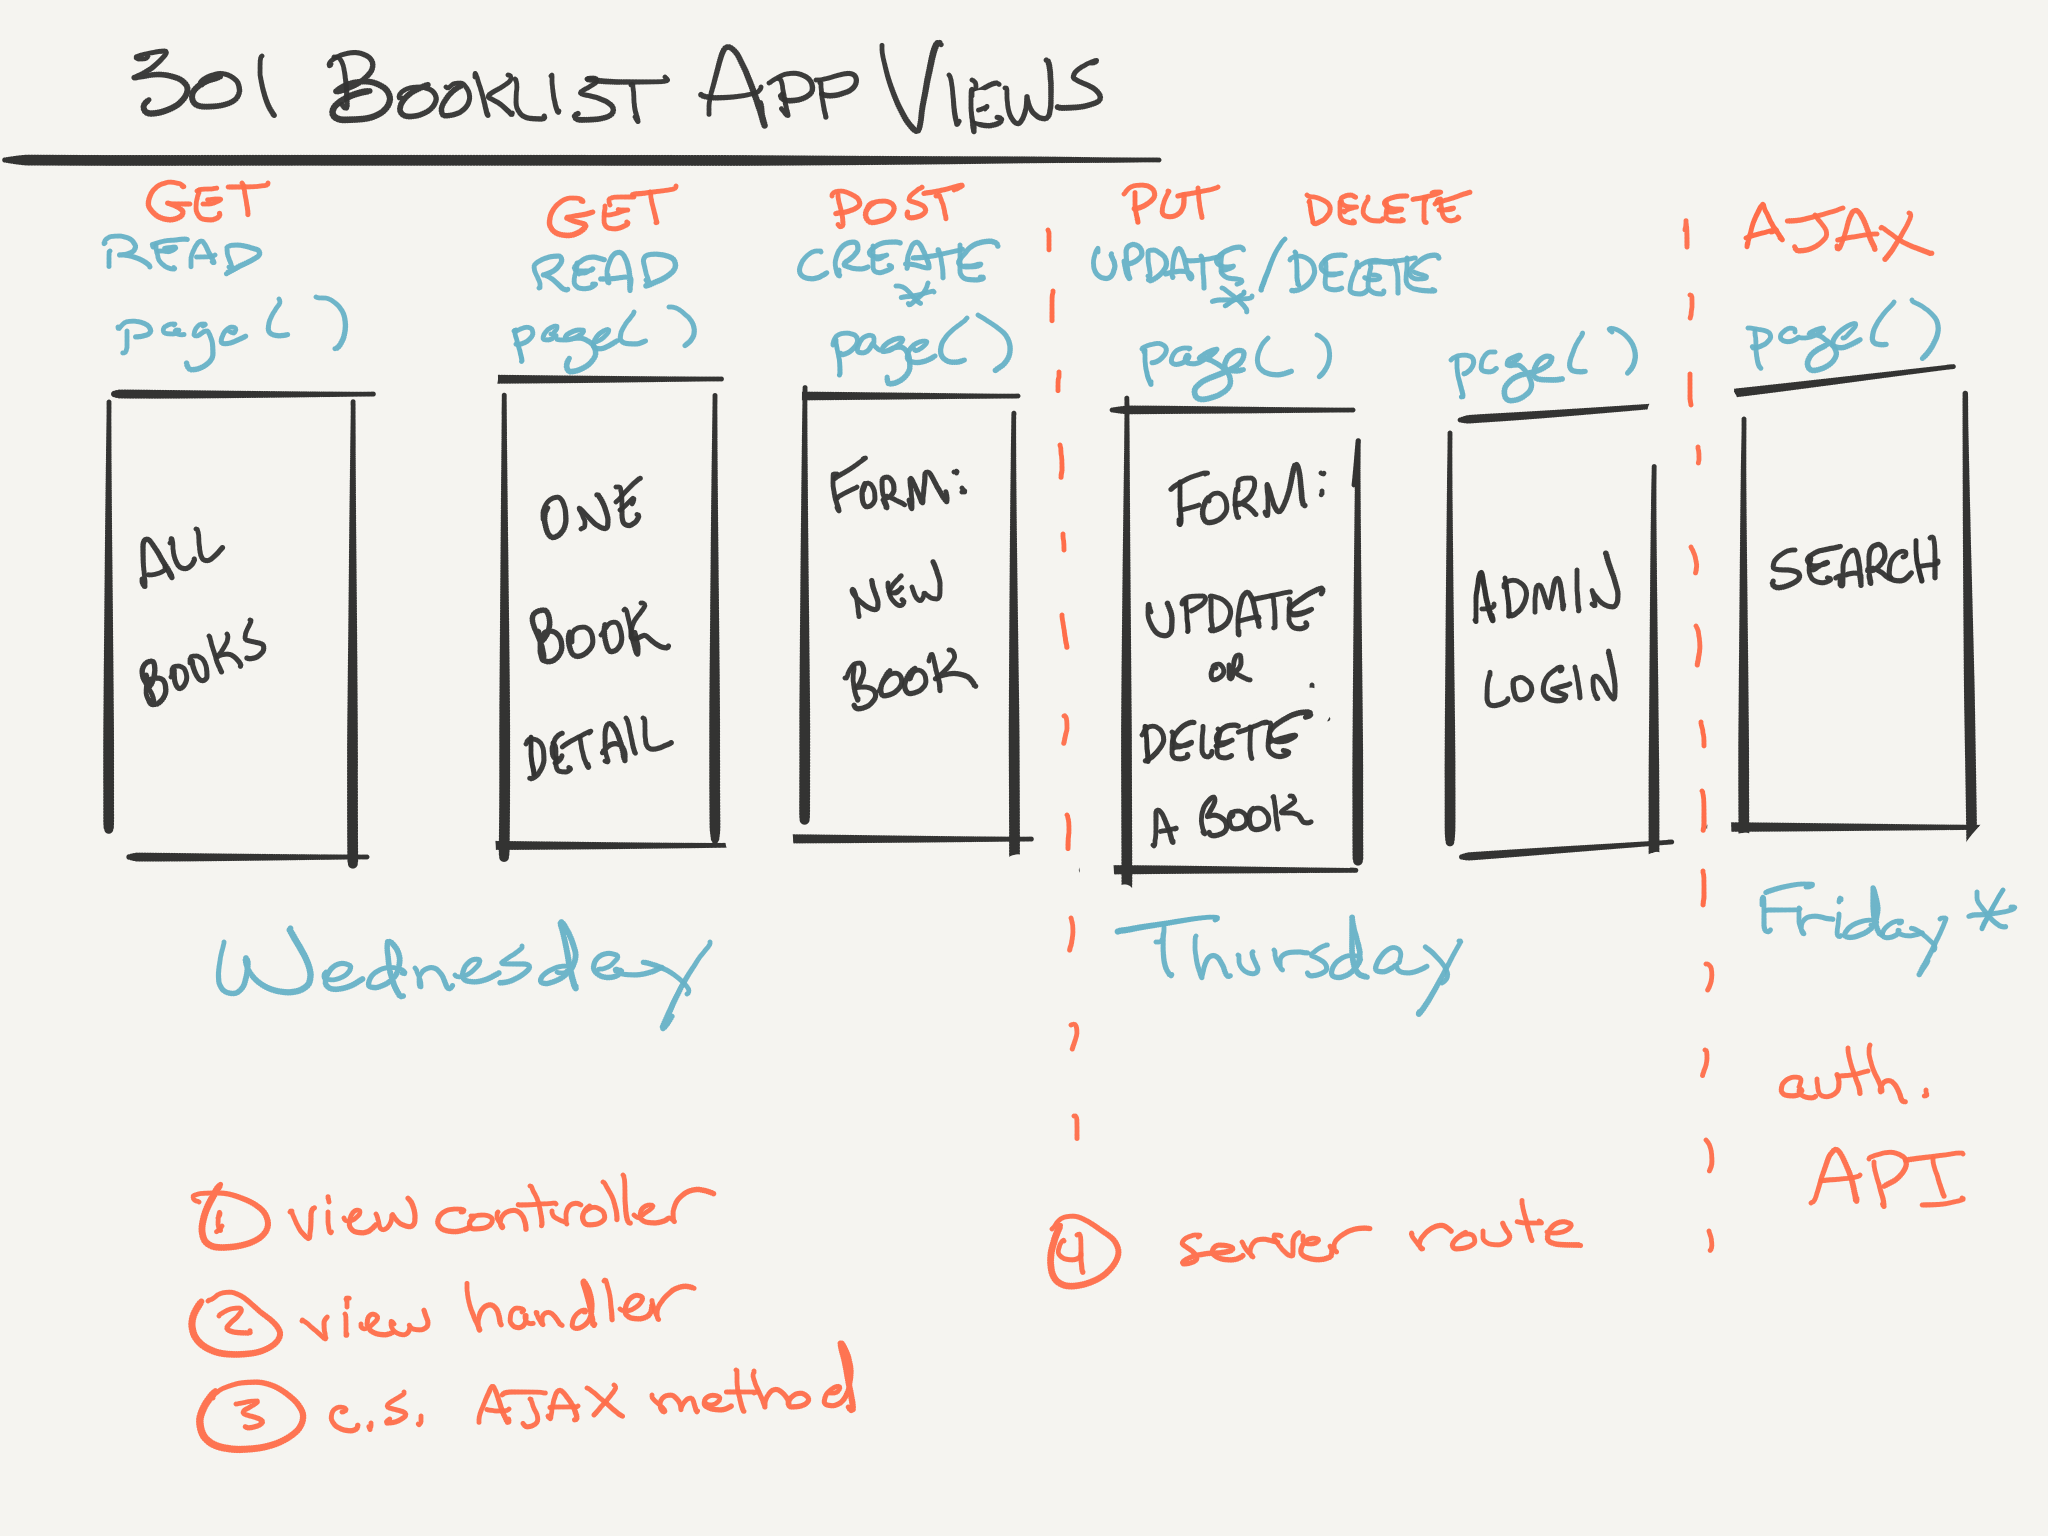 301 BOOKLIST APP VIEWS
GET
READ
page()
ALL
BOOKS
GET
READ
page()
ONE
BOOK
DETAIL
POST
CREATE
*
page()
FORM:
NEW
BOOK
Wednesday
PUT DELETE
UPDATE/DELETE
*
page()
FORM:
UPDATE
OR
DELETE
A BOOK
page()
ADMIN
LOGIN
Thursday
AJAX
page()
SEARCH
Friday *
auth.
API
1 view controller
2 view handler
3 c.s. AJAX method
4 server route